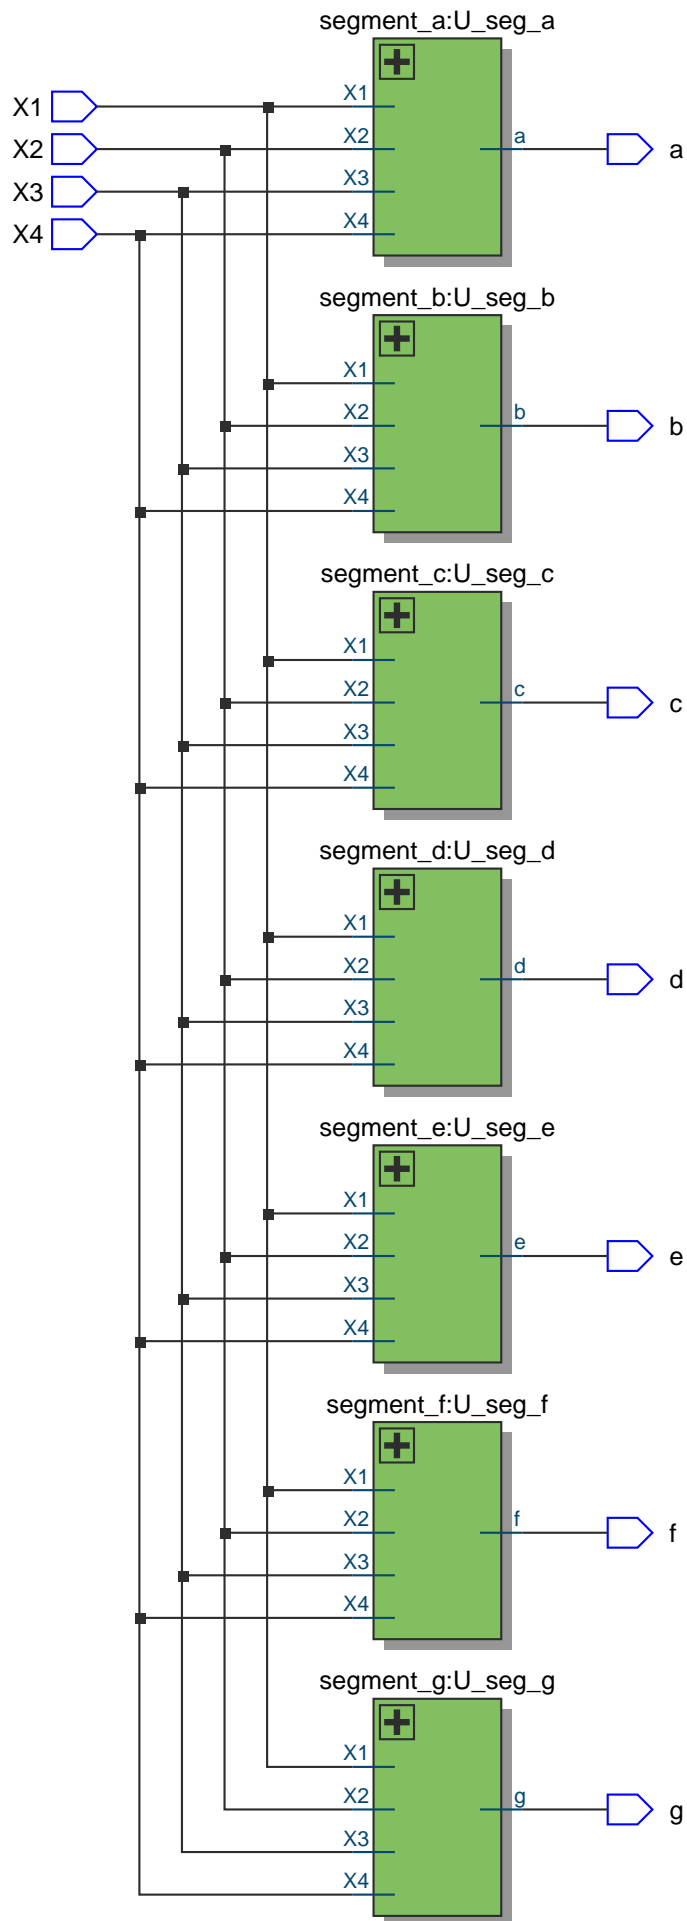 segment_a:U_seg_a
X1 X1
X2 X2 a a
X3 X3
X4 X4
segment_b:U_seg_b
X1
X2 b b
X3
X4
segment_c:U_seg_c
X1
X2 c c
X3
X4
segment_d:U_seg_d
X1
X2 d d
X3
X4
segment_e:U_seg_e
X1
X2 e e
X3
X4
segment_f:U_seg_f
X1
X2 f f
X3
X4
segment_g:U_seg_g
X1
X2 g g
X3
X4